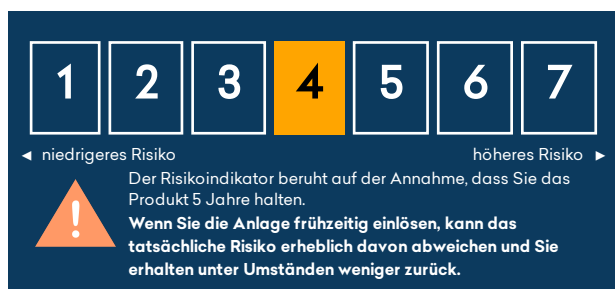 1 2 3 4 5 6 7
◄ niedrigeres Risiko höheres Risiko ►
Der Risikoindikator beruht auf der Annahme, dass Sie das
Produkt 5 Jahre halten.
Wenn Sie die Anlage frühzeitig einlösen, kann das
tatsächliche Risiko erheblich davon abweichen und Sie
erhalten unter Umständen weniger zurück.